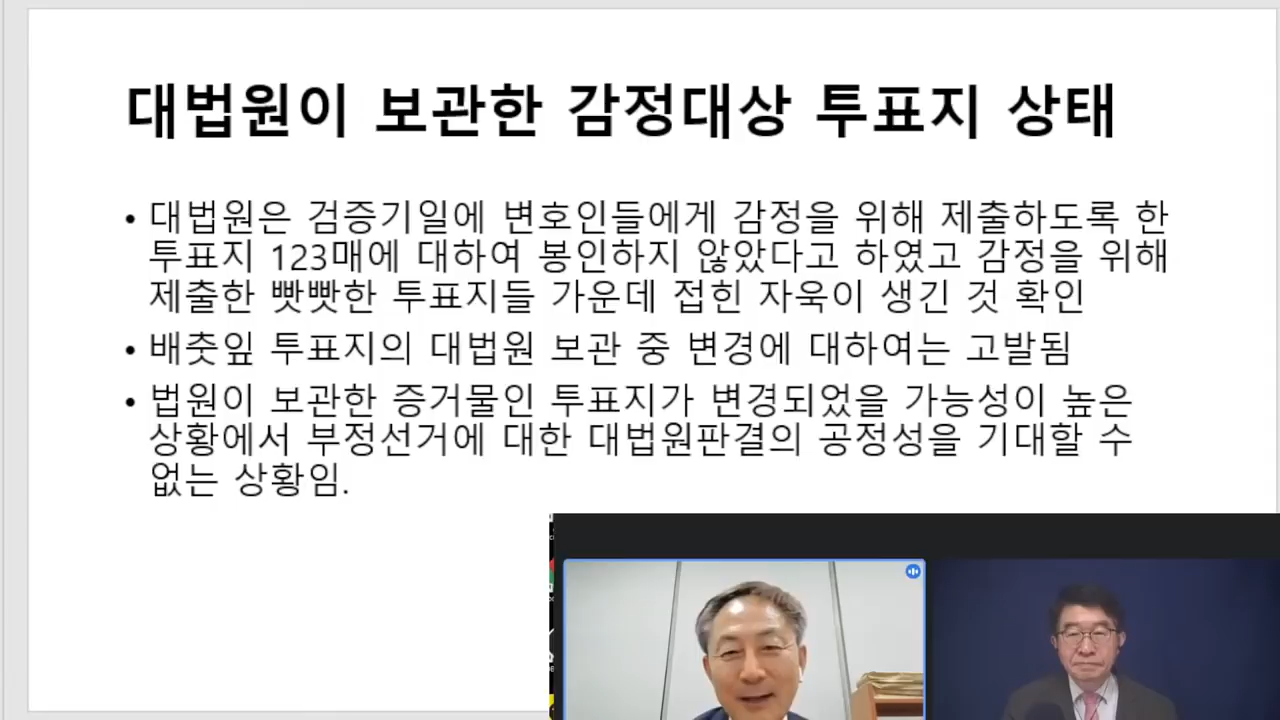 대법원이 보관한 감정대상 투표지 상태
• 대법원은 검증기일에 변호인들에게 감정을 위해 제출하도록 한
투표지 123매에 대하여 봉인하지 않았다고 하였고 감정을 위해
제출한 빳빳한 투표지들 가운데 접힌 자욱이 생긴 것 확인
• 배춧잎 투표지의 대법원 보관 중 변경에 대하여는 고발됨
• 법원이 보관한 증거물인 투표지가 변경되었을 가능성이 높은
상황에서 부정선거에 대한 대법원판결의 공정성을 기대할 수
없는 상황임.